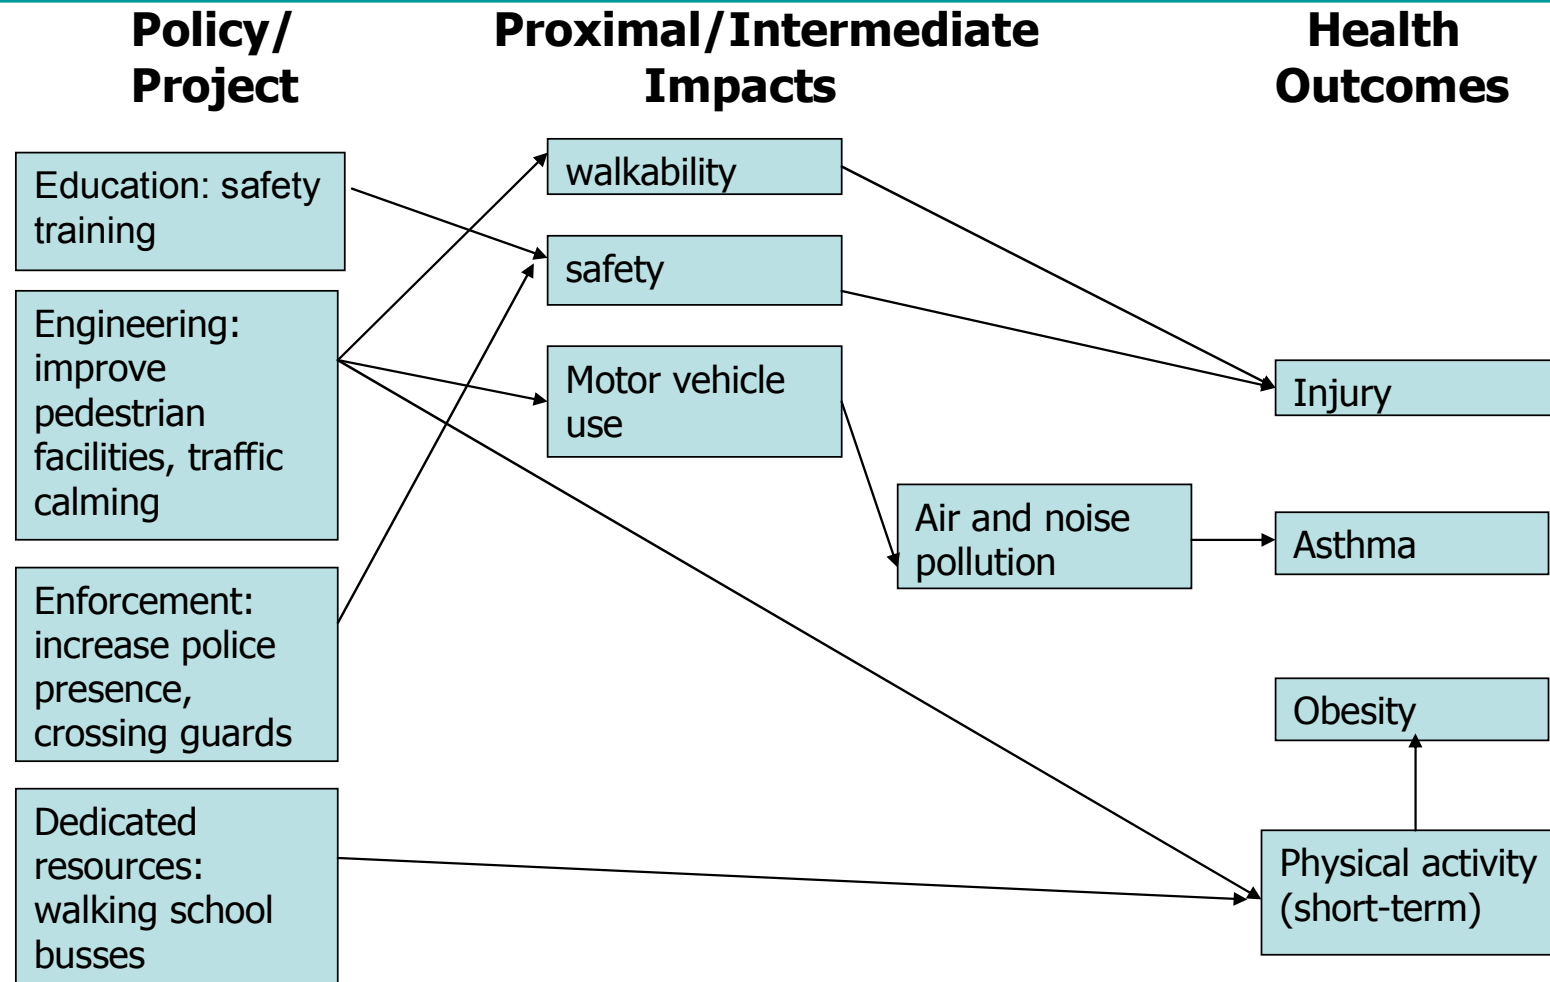 Policy/
Project
Proximal/Intermediate
Impacts
Health
Outcomes
Education: safety
training
Engineering:
improve
pedestrian
facilities, traffic
calming
Enforcement:
increase police
presence,
crossing guards
Dedicated
resources:
walking school
busses
walkability
safety
Motor vehicle
use
Air and noise
pollution
Injury
Asthma
Obesity
Physical activity
(short-term)